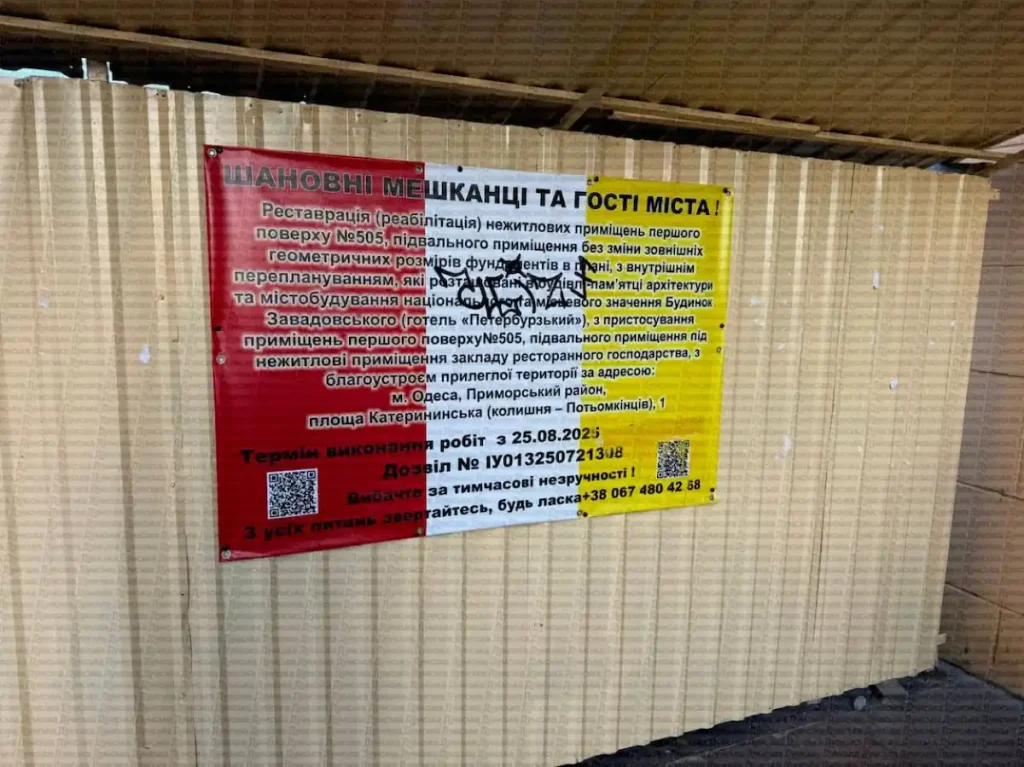 ШАНОВНІ МЕШКАНЦІ ТА ГОСТІ МІСТА !
Реставрація (реабілітація) нежитлових приміщень першого
поверху №505, підвального приміщення без зміни зовнішніх
геометричних розмірів фундаментів в плані, з внутрішнім
переплануванням, які розташовані в будівлі-пам'ятці архитектури
та містобудування національного та місцевого значення Будинок
Завадовського (готель «Петербурзький»), з пристосування
приміщень першого поверху№505, підвального приміщення під
нежитлові приміщення закладу ресторанного господарства, з
благоустроєм прилеглої території за адресою:
м. Одеса, Приморський район,
площа Катерининська (колишня – Потьомкінців), 1
Термін виконання робіт з 25.08.2025
Дозвіл № ІУ013250721308
Вибачте за тимчасові незручності !
З усіх питань звертайтесь, будь ласка+38 067 480 42 68